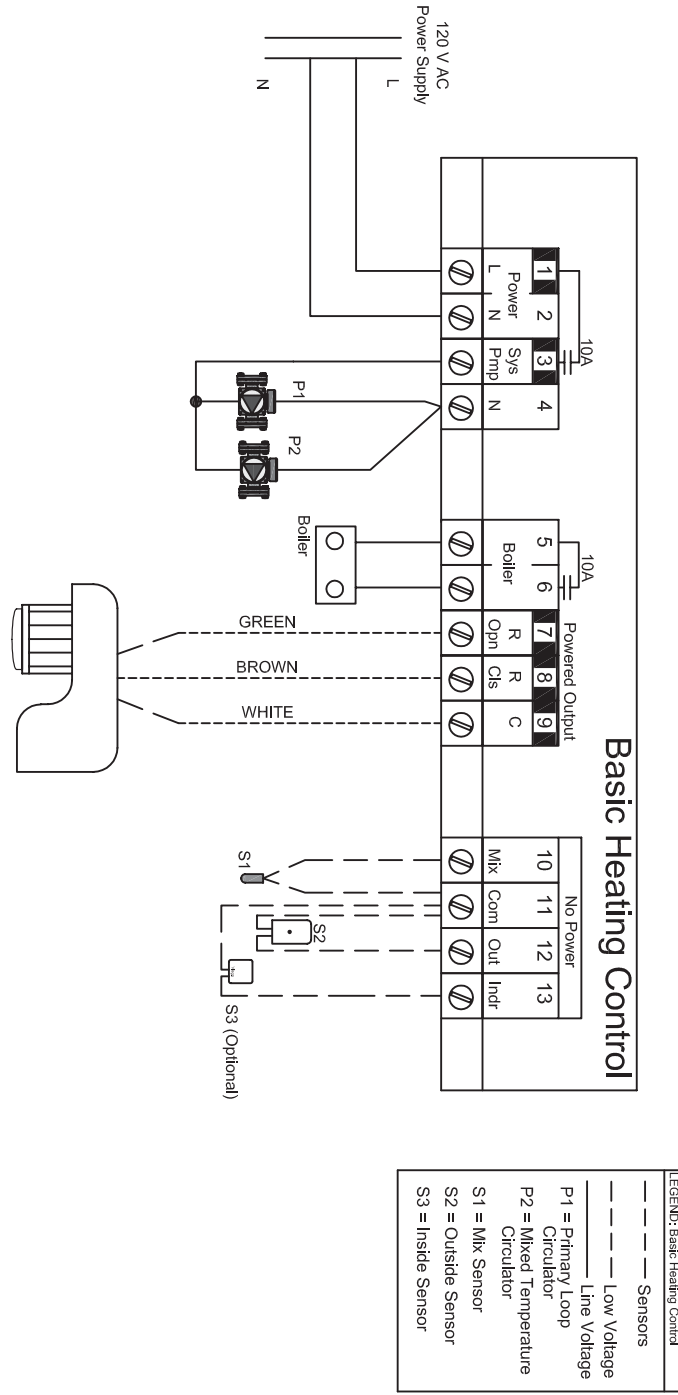 Basic Heating Control
120 V AC
Power Supply
L
N
10A
1
2
3
4
Power
L
N
Sys
Pmp
N
P1
P2
10A
Powered Output
5
6
7
8
9
Boiler
R
Opn
R
Cls
C
Boiler
GREEN
BROWN
WHITE
No Power
10
11
12
13
Mix
Com
Out
Indr
S1
S2
S3 (Optional)
LEGEND: Basic Heating Control
Sensors
Low Voltage
Line Voltage
P1 = Primary Loop
Circulator
P2 = Mixed Temperature
Circulator
S1 = Mix Sensor
S2 = Outside Sensor
S3 = Inside Sensor